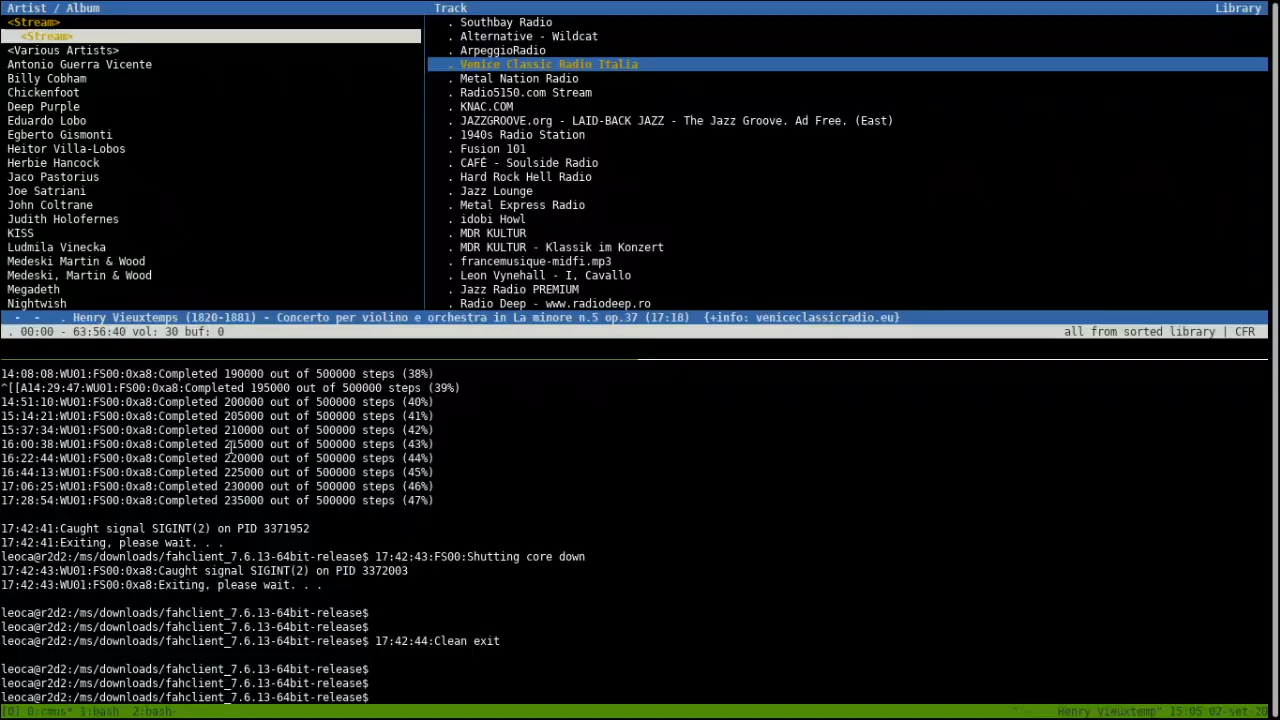 Artist / Album Track Library
<Stream>
<Stream>
<Various Artists>
Antonio Guerra Vicente
Billy Cobham
Chickenfoot
Deep Purple
Eduardo Lobo
Egberto Gismonti
Heitor Villa-Lobos
Herbie Hancock
Jaco Pastorius
Joe Satriani
John Coltrane
Judith Holofernes
KISS
Ludmila Vinecka
Medeski Martin & Wood
Medeski, Martin & Wood
Megadeth
Nightwish
. Southbay Radio
. Alternative - Wildcat
. ArpeggioRadio
. Venice Classic Radio Italia
. Metal Nation Radio
. Radio5150.com Stream
. KNAC.COM
. JAZZGROOVE.org - LAID-BACK JAZZ - The Jazz Groove. Ad Free. (East)
. 1940s Radio Station
. Fusion 101
. CAFÉ - Soulside Radio
. Hard Rock Hell Radio
. Jazz Lounge
. Metal Express Radio
. idobi Howl
. MDR KULTUR
. MDR KULTUR - Klassik im Konzert
. francemusique-midfi.mp3
. Leon Vynehall - I, Cavallo
. Jazz Radio PREMIUM
. Radio Deep - www.radiodeep.ro
- - . Henry Vieuxtemps (1820-1881) - Concerto per violino e orchestra in La minore n.5 op.37 (17:18) {+info: veniceclassicradio.eu}
. 00:00 - 63:56:40 vol: 30 buf: 0 all from sorted library | CFR
14:08:08:WU01:FS00:0xa8:Completed 190000 out of 500000 steps (38%)
^[[A14:29:47:WU01:FS00:0xa8:Completed 195000 out of 500000 steps (39%)
14:51:10:WU01:FS00:0xa8:Completed 200000 out of 500000 steps (40%)
15:14:21:WU01:FS00:0xa8:Completed 205000 out of 500000 steps (41%)
15:37:34:WU01:FS00:0xa8:Completed 210000 out of 500000 steps (42%)
16:00:38:WU01:FS00:0xa8:Completed 215000 out of 500000 steps (43%)
16:22:44:WU01:FS00:0xa8:Completed 220000 out of 500000 steps (44%)
16:44:13:WU01:FS00:0xa8:Completed 225000 out of 500000 steps (45%)
17:06:25:WU01:FS00:0xa8:Completed 230000 out of 500000 steps (46%)
17:28:54:WU01:FS00:0xa8:Completed 235000 out of 500000 steps (47%)
17:42:41:Caught signal SIGINT(2) on PID 3371952
17:42:41:Exiting, please wait. . .
leoca@r2d2:/ms/downloads/fahclient_7.6.13-64bit-release$ 17:42:43:FS00:Shutting core down
17:42:43:WU01:FS00:0xa8:Caught signal SIGINT(2) on PID 3372003
17:42:43:WU01:FS00:0xa8:Exiting, please wait. . .
leoca@r2d2:/ms/downloads/fahclient_7.6.13-64bit-release$
leoca@r2d2:/ms/downloads/fahclient_7.6.13-64bit-release$
leoca@r2d2:/ms/downloads/fahclient_7.6.13-64bit-release$ 17:42:44:Clean exit
leoca@r2d2:/ms/downloads/fahclient_7.6.13-64bit-release$
leoca@r2d2:/ms/downloads/fahclient_7.6.13-64bit-release$
leoca@r2d2:/ms/downloads/fahclient_7.6.13-64bit-release$
[0] 0:cmus* 1:bash 2:bash- Henry Vieuxtemp" 15:05 02-set-20